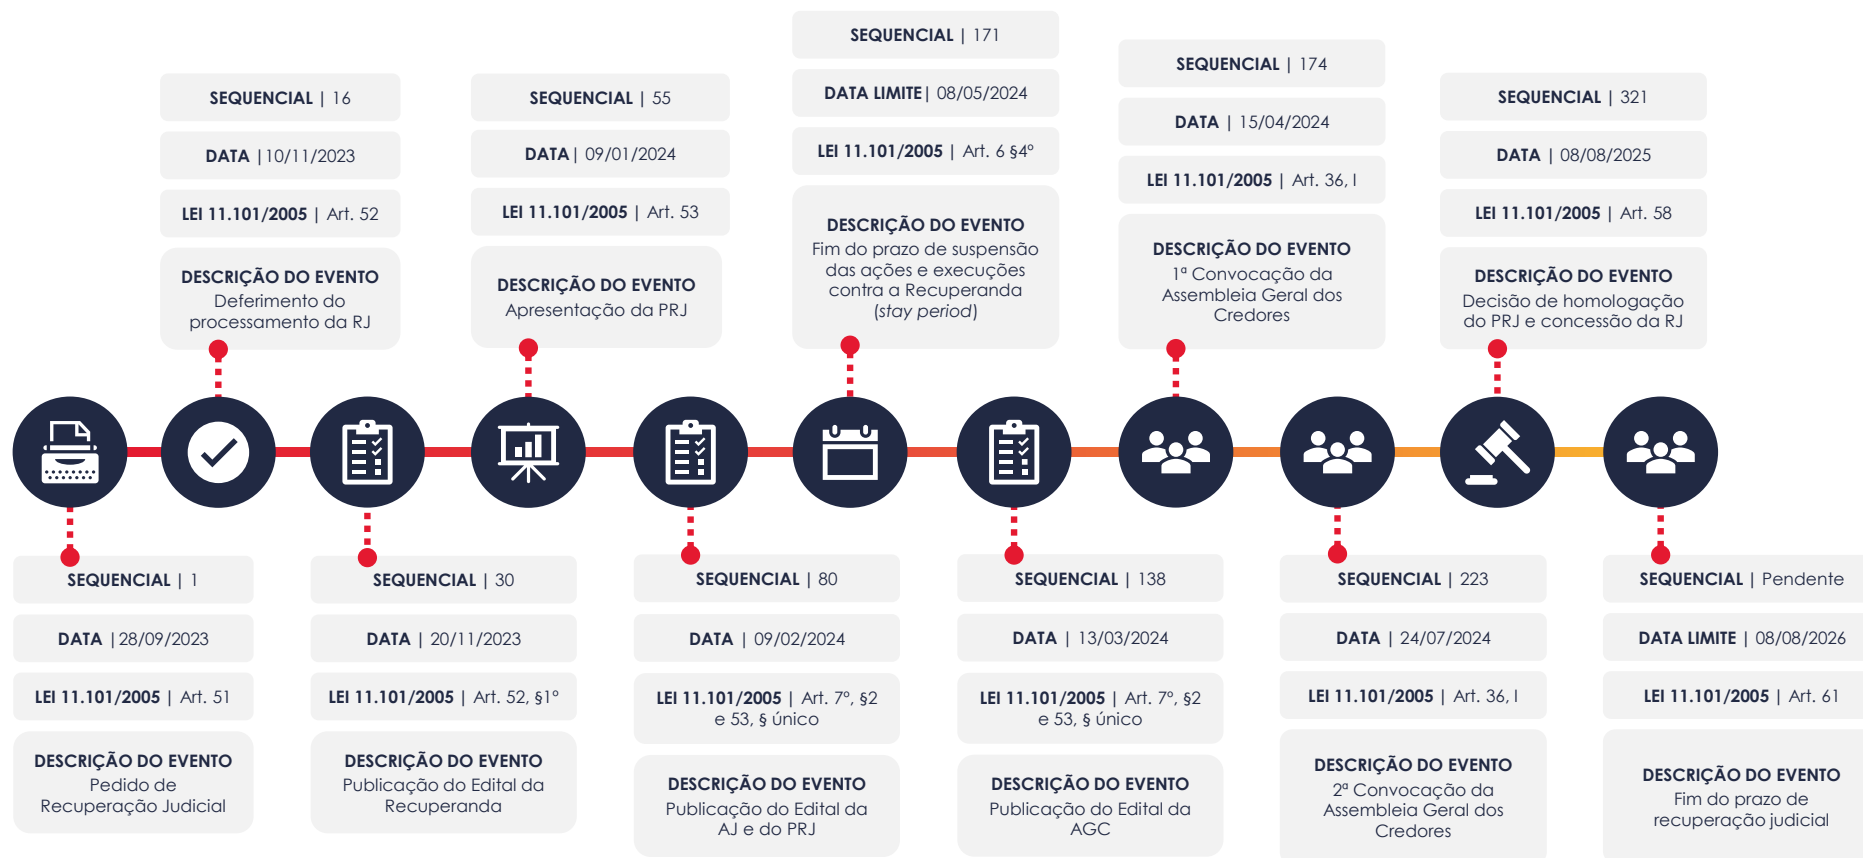 SEQUENCIAL | 16
DATA |10/11/2023
LEI 11.101/2005 | Art. 52
DESCRIÇÃO DO EVENTO
Deferimento do
processamento da RJ
SEQUENCIAL | 55
DATA| 09/01/2024
LEI 11.101/2005 | Art. 53
DESCRIÇÃO DO EVENTO
Apresentação da PRJ
SEQUENCIAL | 171
DATA LIMITE| 08/05/2024
LEI 11.101/2005 | Art. 6 §4º
DESCRIÇÃO DO EVENTO
Fim do prazo de suspensão
das ações e execuções
contra a Recuperanda
(stay period)
SEQUENCIAL | 174
DATA | 15/04/2024
LEI 11.101/2005 | Art. 36, I
DESCRIÇÃO DO EVENTO
1ª Convocação da
Assembleia Geral dos
Credores
SEQUENCIAL | 321
DATA | 08/08/2025
LEI 11.101/2005 | Art. 58
DESCRIÇÃO DO EVENTO
Decisão de homologação
do PRJ e concessão da RJ
SEQUENCIAL | 1
DATA |28/09/2023
LEI 11.101/2005 | Art. 51
DESCRIÇÃO DO EVENTO
Pedido de
Recuperação Judicial
SEQUENCIAL | 30
DATA | 20/11/2023
LEI 11.101/2005 | Art. 52, §1º
DESCRIÇÃO DO EVENTO
Publicação do Edital da
Recuperanda
SEQUENCIAL | 80
DATA | 09/02/2024
LEI 11.101/2005 | Art. 7º, §2
e 53, § único
DESCRIÇÃO DO EVENTO
Publicação do Edital da
AJ e do PRJ
SEQUENCIAL | 138
DATA | 13/03/2024
LEI 11.101/2005 | Art. 7º, §2
e 53, § único
DESCRIÇÃO DO EVENTO
Publicação do Edital da
AGC
SEQUENCIAL | 223
DATA | 24/07/2024
LEI 11.101/2005 | Art. 36, I
DESCRIÇÃO DO EVENTO
2ª Convocação da
Assembleia Geral dos
Credores
SEQUENCIAL | Pendente
DATA LIMITE | 08/08/2026
LEI 11.101/2005 | Art. 61
DESCRIÇÃO DO EVENTO
Fim do prazo de
recuperação judicial